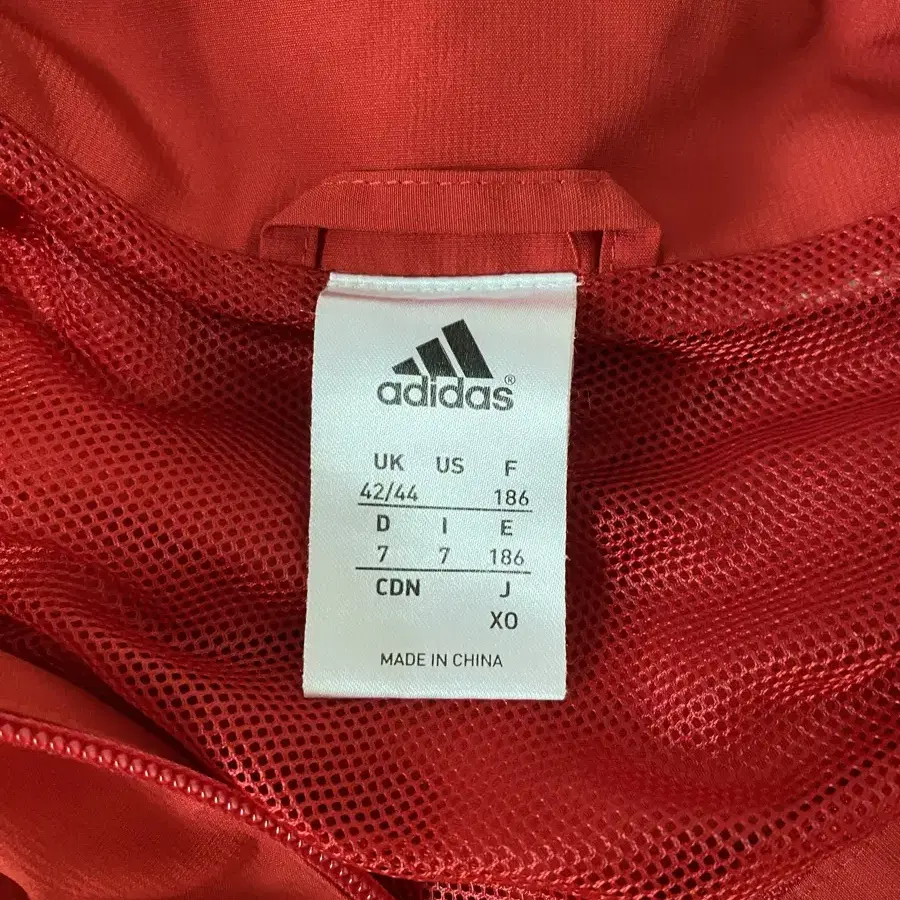 adidas®
UK US F
42/44 186
D I E
7 7 186
CDN J
XO
MADE IN CHINA